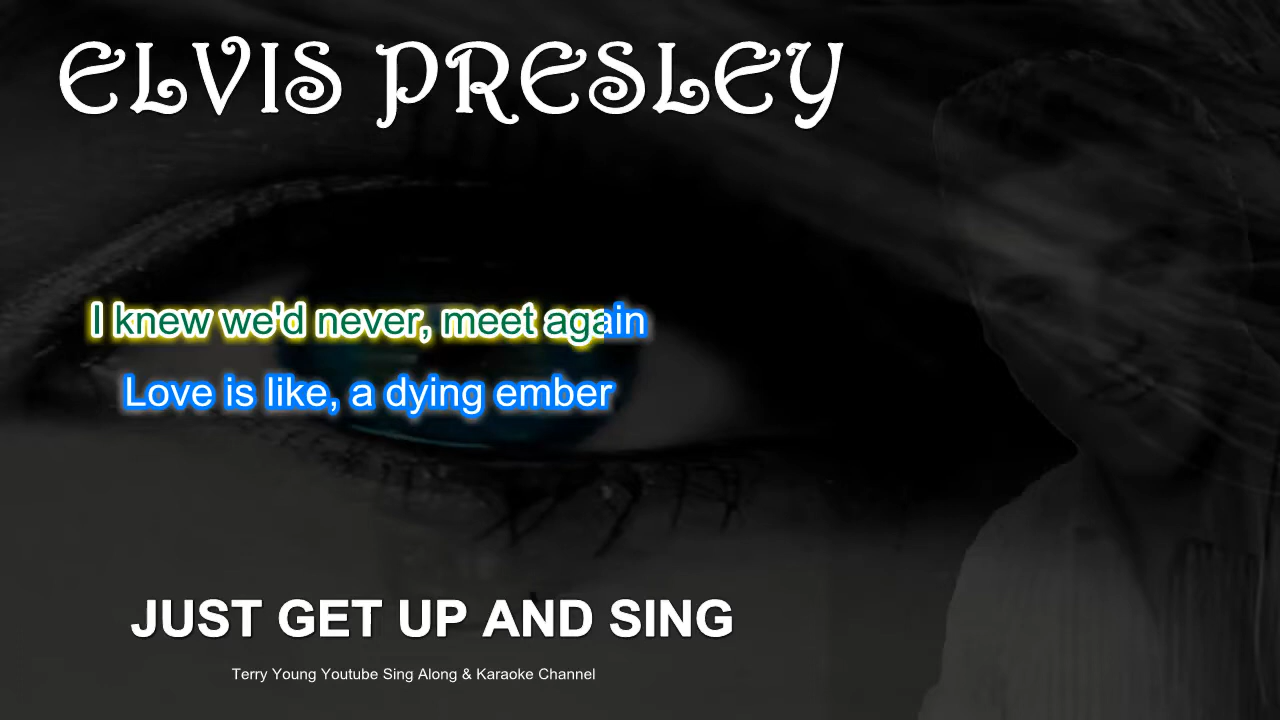 ELVIS PRESLEY
I knew we'd never, meet again
Love is like, a dying ember
JUST GET UP AND SING
Terry Young Youtube Sing Along & Karaoke Channel